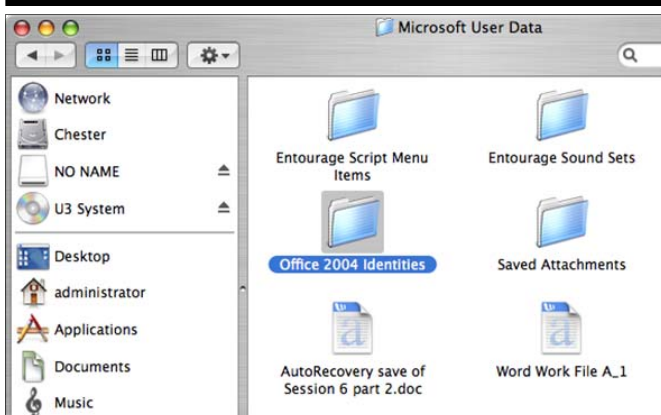 Microsoft User Data
Network
Chester
NO NAME
U3 System
Desktop
administrator
Applications
Documents
Music
Entourage Script Menu
Items
Entourage Sound Sets
Office 2004 Identities
Saved Attachments
AutoRecovery save of
Session 6 part 2.doc
Word Work File A_1